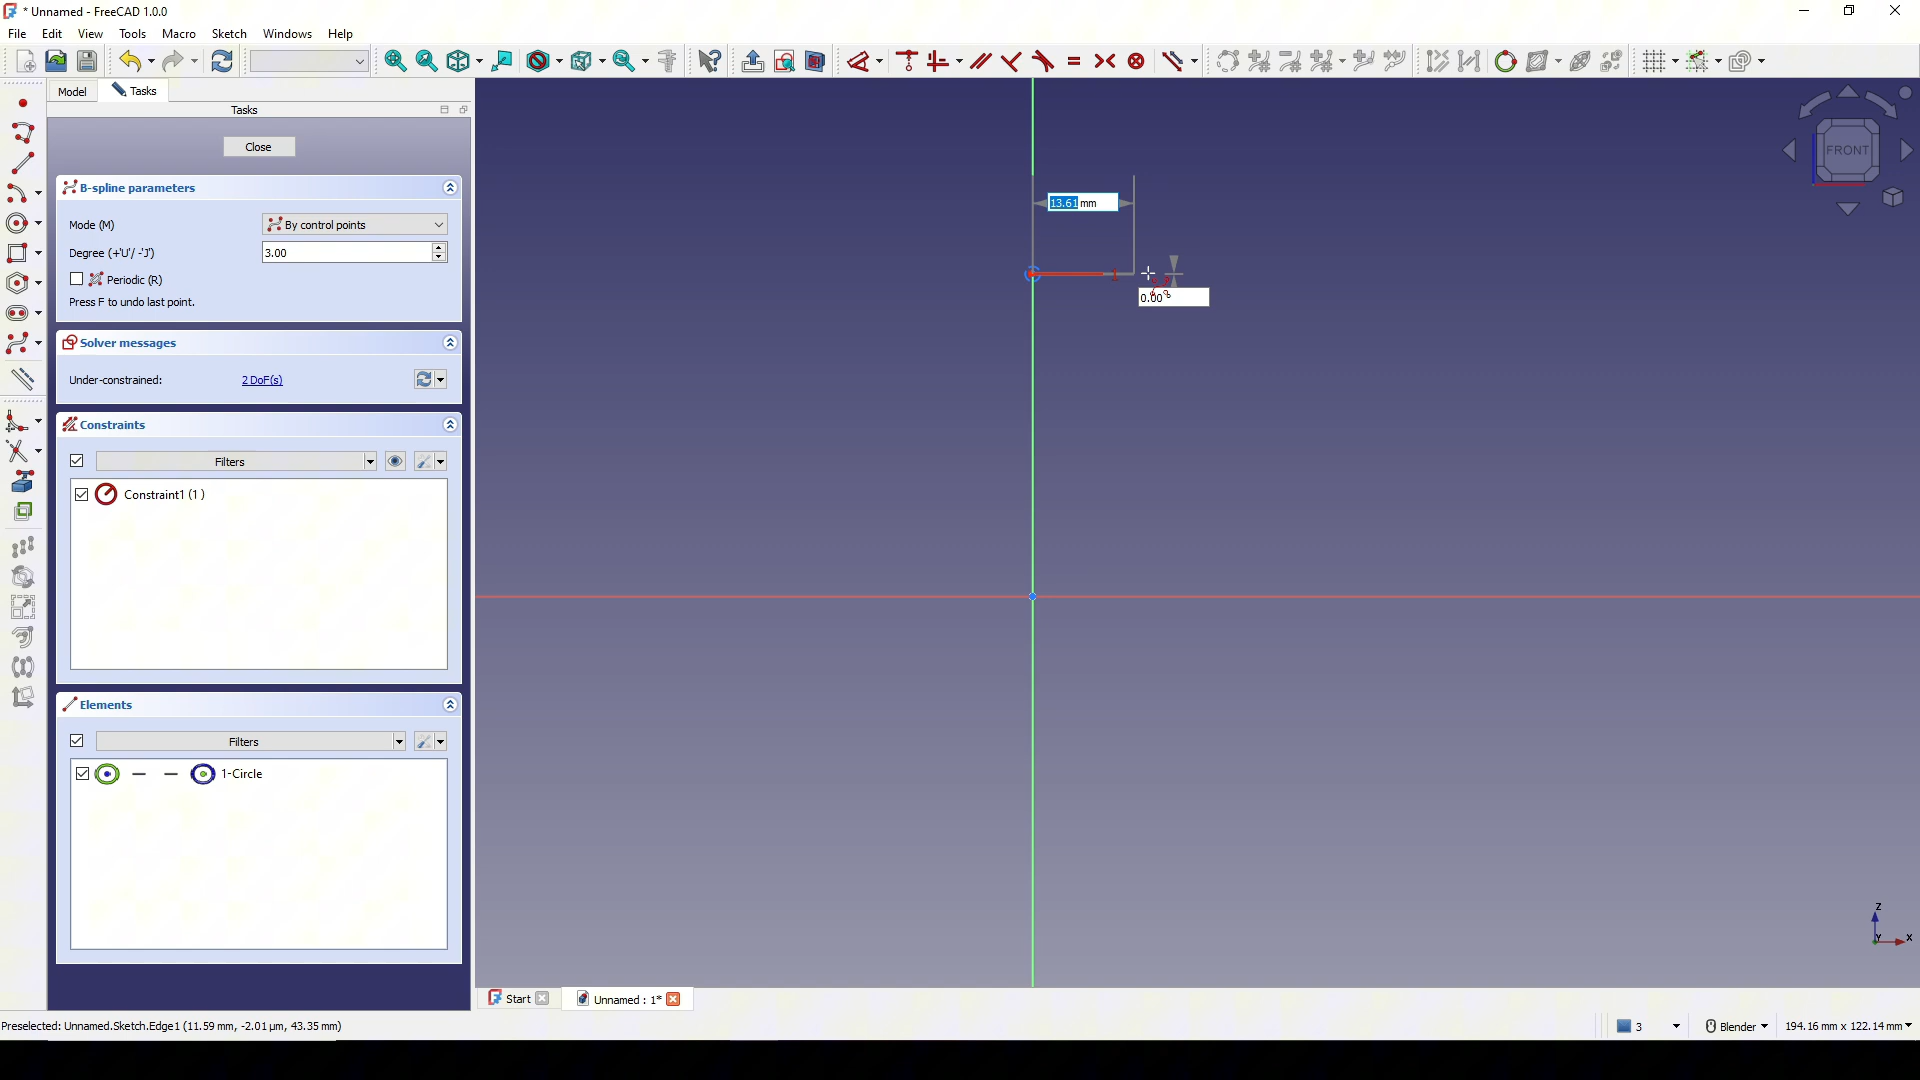 * Unnamed - FreeCAD 1.0.0
File Edit View Tools Macro Sketch Windows Help
Model Tasks
Tasks
Close
B-spline parameters
Mode (M) By control points
Degree (+'U'/ -'J') 3.00
Periodic (R)
Press F to undo last point.
Solver messages
Under-constrained: 2 DoF(s)
Constraints
Filters
Constraint1 (1 )
Elements
Filters
1-Circle
13.61 mm
0.00 °
FRONT
Z
Y
X
Start Unnamed : 1*
Preselected: Unnamed.Sketch.Edge1 (11.59 mm, -2.01 µm, 43.35 mm)
3 Blender 194.16 mm x 122.14 mm